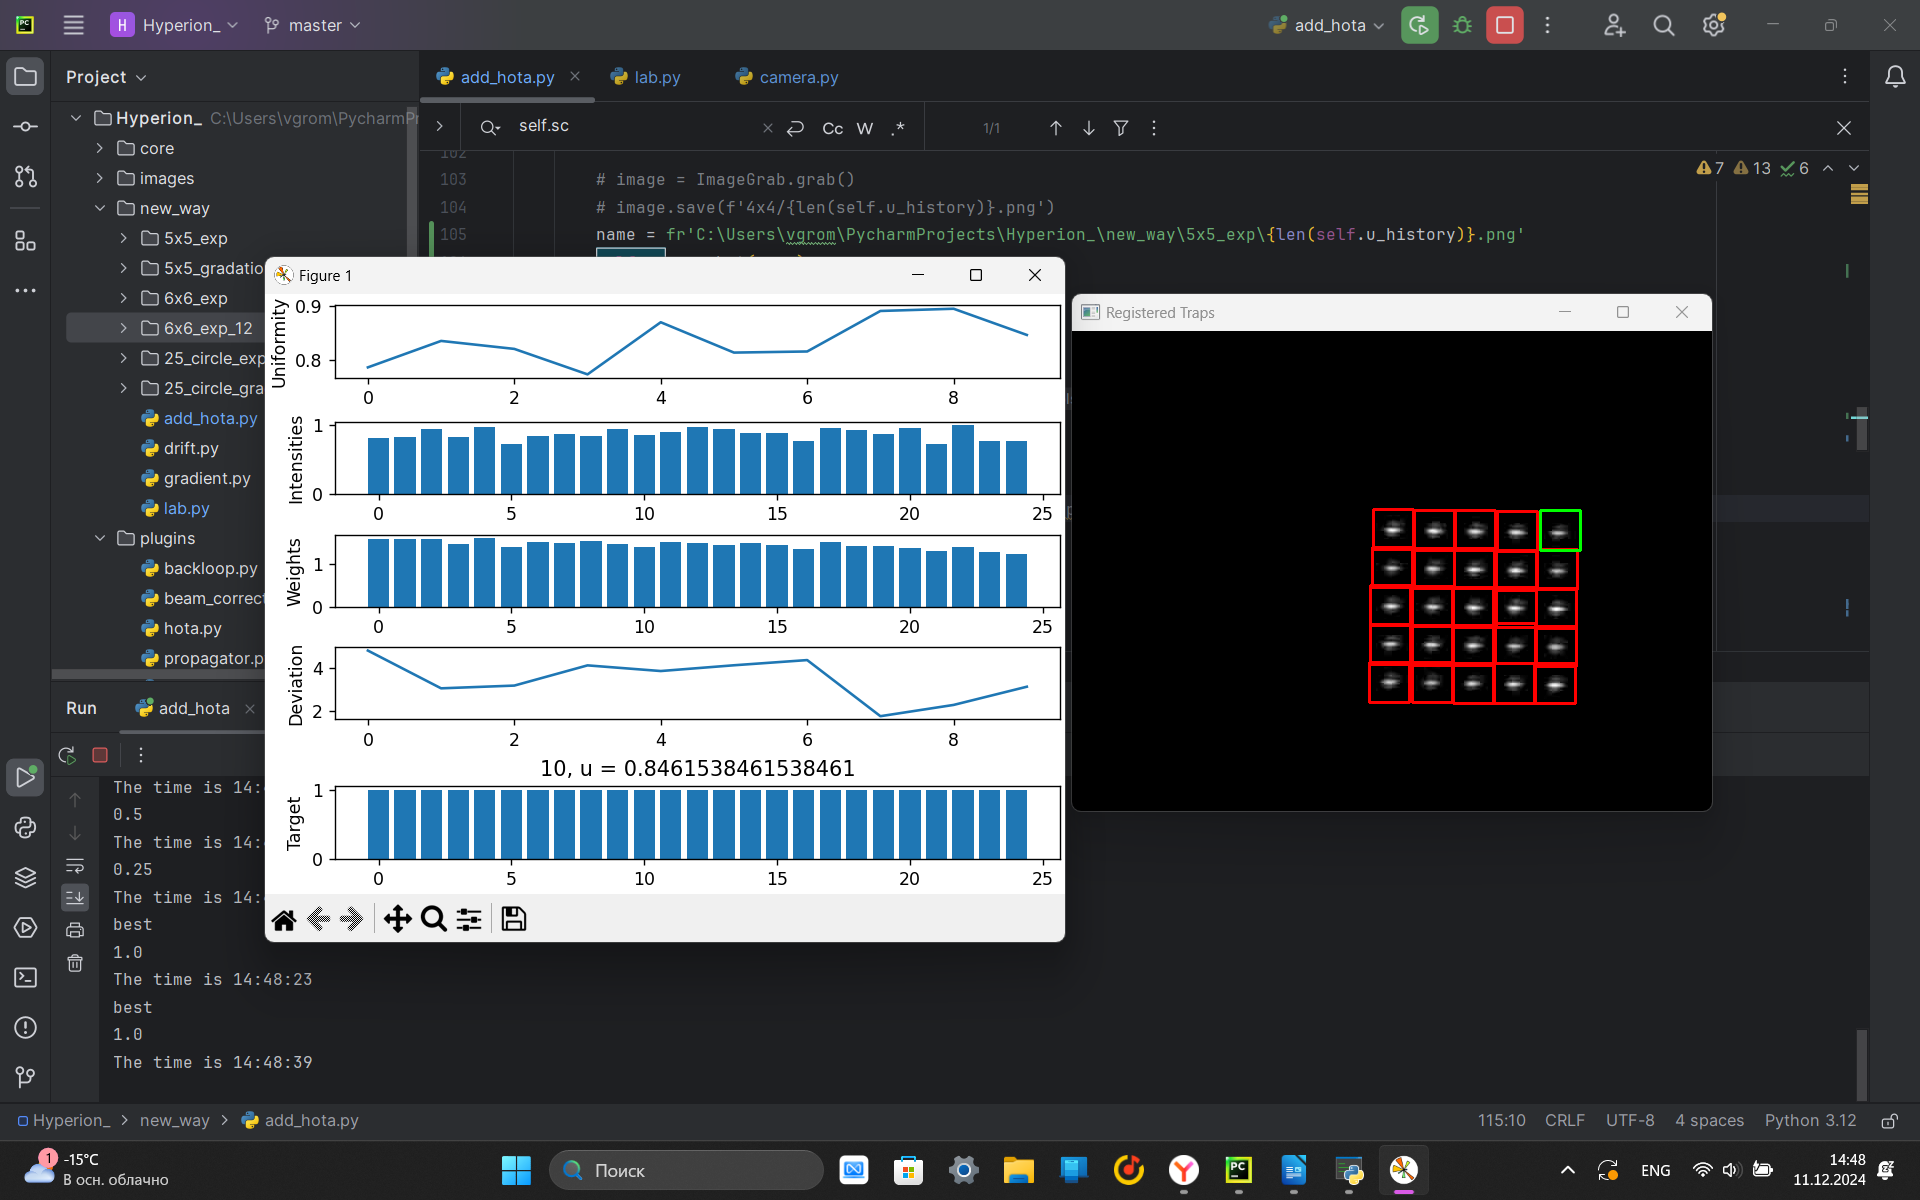 PC
H
Hyperion_
master
add_hota
Project
Hyperion_ C:\Users\vgrom\PycharmPr
core
images
new_way
5x5_exp
5x5_gradatio
6x6_exp
6x6_exp_12
25_circle_exp
25_circle_gra
add_hota.py
drift.py
gradient.py
lab.py
plugins
backloop.py
beam_correct
hota.py
propagator.p
add_hota.py
lab.py
camera.py
self.sc
Cc W .*
1/1
7 13 6
102
103 # image = ImageGrab.grab()
104 # image.save(f'4x4/{len(self.u_history)}.png')
105 name = fr'C:\Users\vgrom\PycharmProjects\Hyperion_\new_way\5x5_exp\{len(self.u_history)}.png'
Figure 1
Uniformity
0.9
0.8
0 2 4 6 8
Intensities
1
0
0 5 10 15 20 25
Weights
1
0
0 5 10 15 20 25
Deviation
4
2
0 2 4 6 8
10, u = 0.8461538461538461
Target
1
0
0 5 10 15 20 25
Registered Traps
Run
add_hota
The time is 14:
0.5
The time is 14:
0.25
The time is 14:
best
1.0
The time is 14:48:23
best
1.0
The time is 14:48:39
Hyperion_ > new_way > add_hota.py
115:10 CRLF UTF-8 4 spaces Python 3.12
1
-15°C
В осн. облачно
Поиск
PC
ENG
14:48
11.12.2024